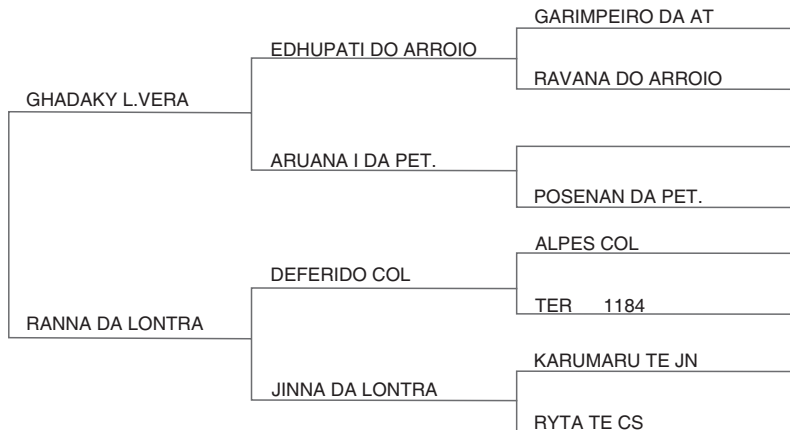 GARIMPEIRO DA AT
EDHUPATI DO ARROIO
RAVANA DO ARROIO
GHADAKY L.VERA
ARUANA I DA PET.
POSENAN DA PET.
ALPES COL
DEFERIDO COL
TER 1184
RANNA DA LONTRA
KARUMARU TE JN
JINNA DA LONTRA
RYTA TE CS